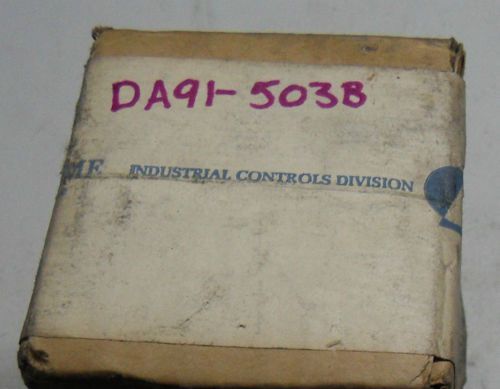 DA91-503B
INDUSTRIAL CONTROLS DIVISION